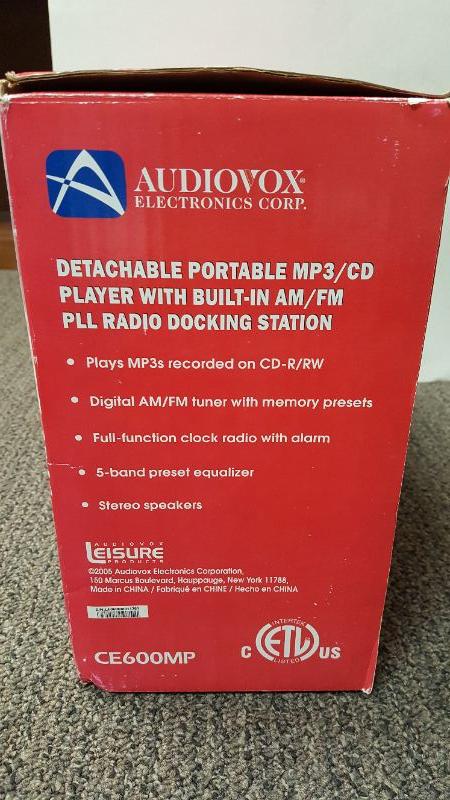 AUDIOVOX®
ELECTRONICS CORP.
DETACHABLE PORTABLE MP3/CD
PLAYER WITH BUILT-IN AM/FM
PLL RADIO DOCKING STATION
• Plays MP3s recorded on CD-R/RW
• Digital AM/FM tuner with memory presets
• Full-function clock radio with alarm
• 5-band preset equalizer
• Stereo speakers
AUDIOVOX
LEISURE
PRODUCTS
©2005 Audiovox Electronics Corporation,
150 Marcus Boulevard, Hauppauge, New York 11788,
Made in CHINA / Fabriqué en CHINE / Hecho en CHINA
CE600MP
INTERTEK
C ETL US
LISTED